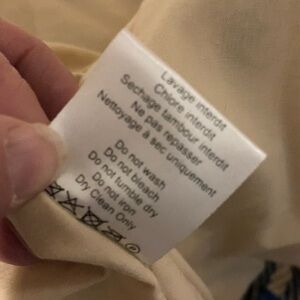 Lavage interdit
Chlore interdit
Sechage tambour interdit
Ne pas repasser
Nettoyage à sec uniquement
Do not wash
Do not bleach
Do not tumble dry
Do not iron
Dry Clean Only